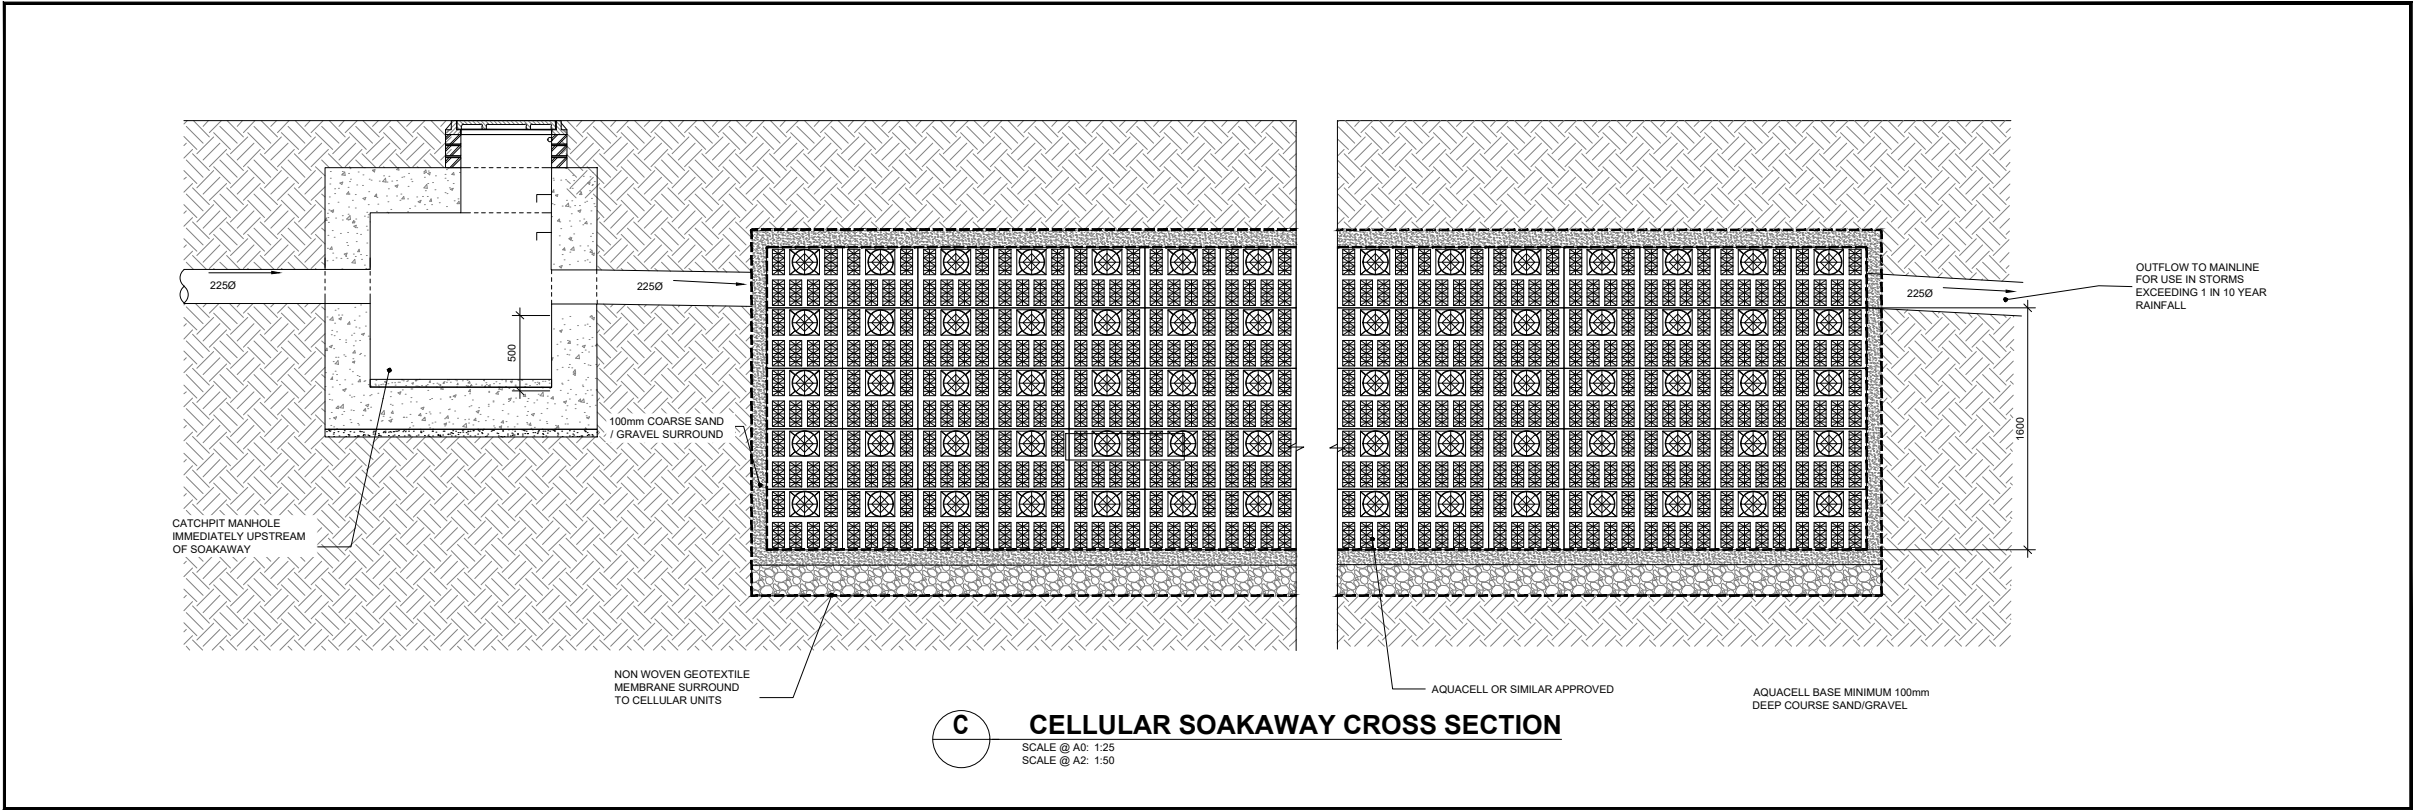 225Ø
225Ø
500
100mm COARSE SAND
/ GRAVEL SURROUND
CATCHPIT MANHOLE
IMMEDIATELY UPSTREAM
OF SOAKAWAY
225Ø
OUTFLOW TO MAINLINE
FOR USE IN STORMS
EXCEEDING 1 IN 10 YEAR
RAINFALL
1600
NON WOVEN GEOTEXTILE
MEMBRANE SURROUND
TO CELLULAR UNITS
AQUACELL OR SIMILAR APPROVED
AQUACELL BASE MINIMUM 100mm
DEEP COURSE SAND/GRAVEL
C
CELLULAR SOAKAWAY CROSS SECTION
SCALE @ A0: 1:25
SCALE @ A2: 1:50